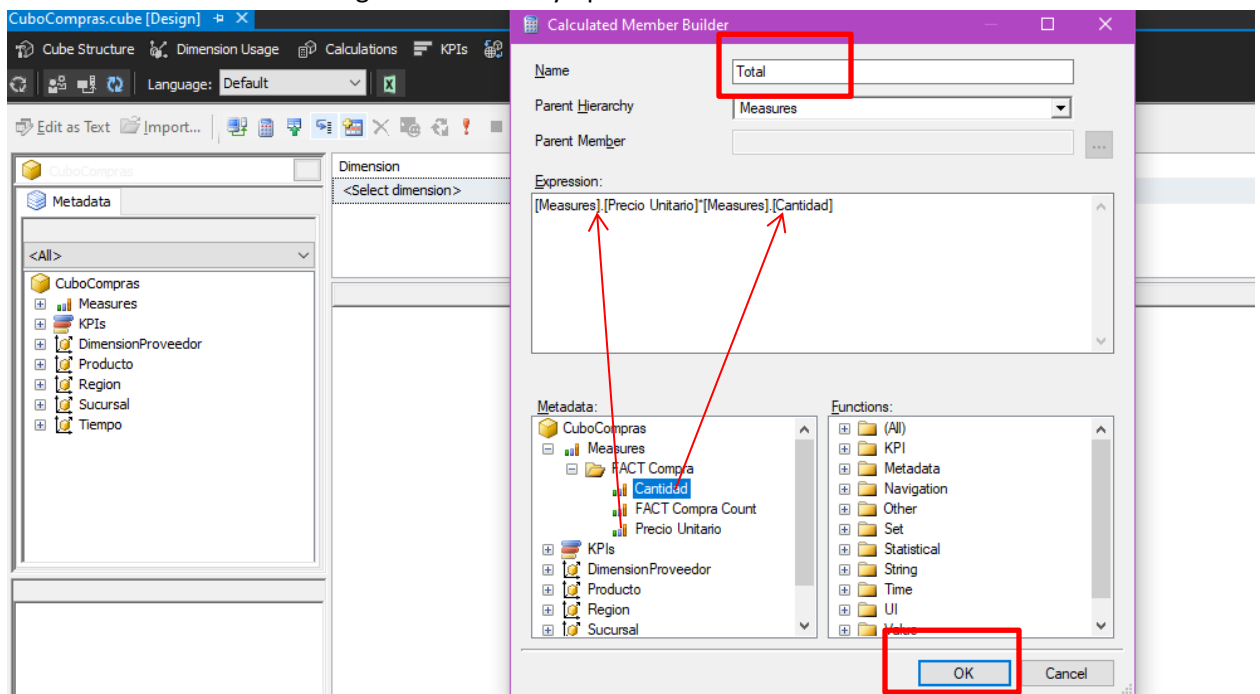 CuboCompras.cube [Design]
Cube Structure Dimension Usage Calculations KPIs
Language: Default
Edit as Text Import...
CuboCompras
Metadata
<All>
CuboCompras
Measures
KPIs
DimensionProveedor
Producto
Region
Sucursal
Tiempo
Dimension
<Select dimension>
Calculated Member Builder
Name Total
Parent Hierarchy Measures
Parent Member
...
Expression:
[Measures].[Precio Unitario]*[Measures].[Cantidad]
Metadata:
CuboCompras
Measures
FACT Compra
Cantidad
FACT Compra Count
Precio Unitario
KPIs
DimensionProveedor
Producto
Region
Sucursal
Functions:
(All)
KPI
Metadata
Navigation
Other
Set
Statistical
String
Time
UI
Value
OK Cancel